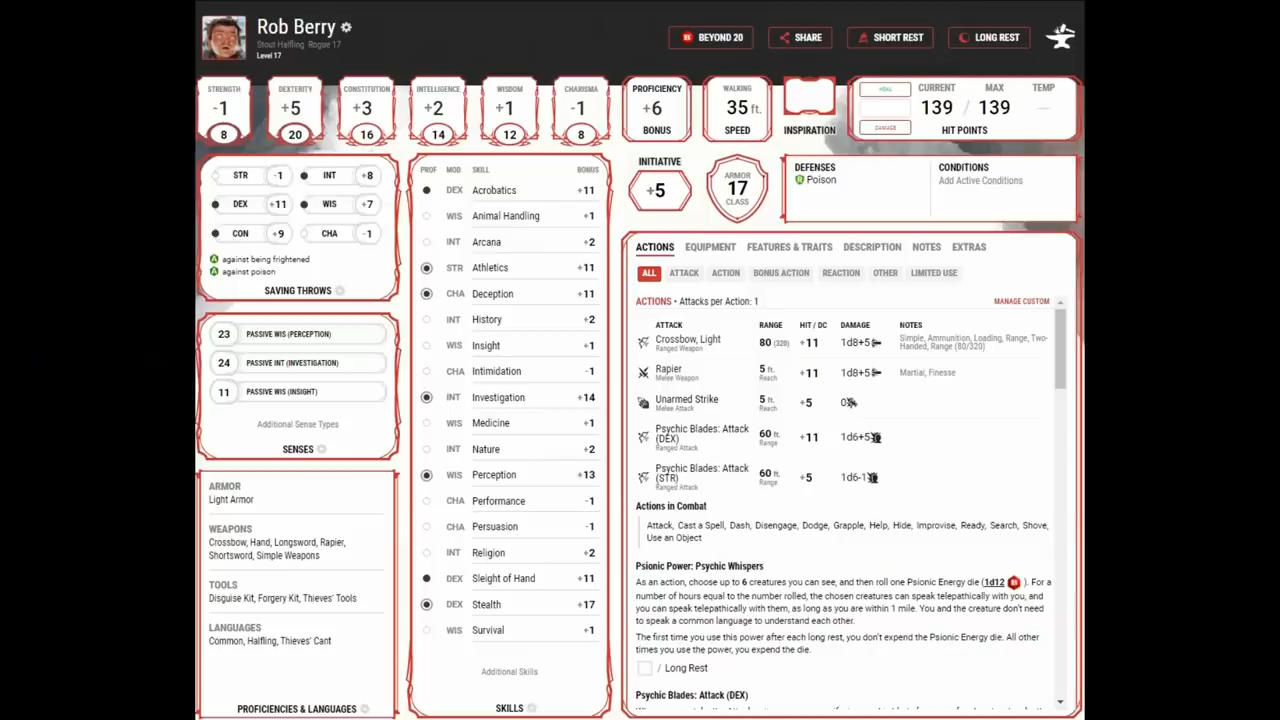 Rob Berry
Stout Halfling Rogue 17
Level 17
BEYOND 20
SHARE
SHORT REST
LONG REST
STRENGTH
-1
8
DEXTERITY
+5
20
CONSTITUTION
+3
16
INTELLIGENCE
+2
14
WISDOM
+1
12
CHARISMA
-1
8
PROFICIENCY
+6
BONUS
WALKING
35 ft.
SPEED
INSPIRATION
HEAL
DAMAGE
CURRENT MAX TEMP
139 / 139 —
HIT POINTS
STR -1 INT +8
DEX +11 WIS +7
CON +9 CHA -1
against being frightened
against poison
SAVING THROWS
23 PASSIVE WIS (PERCEPTION)
24 PASSIVE INT (INVESTIGATION)
11 PASSIVE WIS (INSIGHT)
Additional Sense Types
SENSES
ARMOR
Light Armor
WEAPONS
Crossbow, Hand, Longsword, Rapier,
Shortsword, Simple Weapons
TOOLS
Disguise Kit, Forgery Kit, Thieves' Tools
LANGUAGES
Common, Halfling, Thieves' Cant
PROFICIENCIES & LANGUAGES
PROF MOD SKILL BONUS
DEX Acrobatics +11
WIS Animal Handling +1
INT Arcana +2
STR Athletics +11
CHA Deception +11
INT History +2
WIS Insight +1
CHA Intimidation -1
INT Investigation +14
WIS Medicine +1
INT Nature +2
WIS Perception +13
CHA Performance -1
CHA Persuasion -1
INT Religion +2
DEX Sleight of Hand +11
DEX Stealth +17
WIS Survival +1
Additional Skills
SKILLS
INITIATIVE
+5
ARMOR
17
CLASS
DEFENSES
Poison
CONDITIONS
Add Active Conditions
ACTIONS EQUIPMENT FEATURES & TRAITS DESCRIPTION NOTES EXTRAS
ALL ATTACK ACTION BONUS ACTION REACTION OTHER LIMITED USE
ACTIONS • Attacks per Action: 1 MANAGE CUSTOM
ATTACK RANGE HIT / DC DAMAGE NOTES
Crossbow, Light 80 (320) +11 1d8+5 Simple, Ammunition, Loading, Range, Two-
Ranged Weapon Handed, Range (80/320)
Rapier 5 ft. +11 1d8+5 Martial, Finesse
Melee Weapon Reach
Unarmed Strike 5 ft. +5 0
Melee Attack Reach
Psychic Blades: Attack
(DEX) 60 ft. +11 1d6+5
Ranged Attack Range
Psychic Blades: Attack
(STR) 60 ft. +5 1d6-1
Ranged Attack Range
Actions in Combat
Attack, Cast a Spell, Dash, Disengage, Dodge, Grapple, Help, Hide, Improvise, Ready, Search, Shove,
Use an Object
Psionic Power: Psychic Whispers
As an action, choose up to 6 creatures you can see, and then roll one Psionic Energy die (1d12 ). For a
number of hours equal to the number rolled, the chosen creatures can speak telepathically with you, and
you can speak telepathically with them, as long as you are within 1 mile. You and the creature don't need
to speak a common language to understand each other.
The first time you use this power after each long rest, you don't expend the Psionic Energy die. All other
times you use the power, you expend the die.
/ Long Rest
Psychic Blades: Attack (DEX)